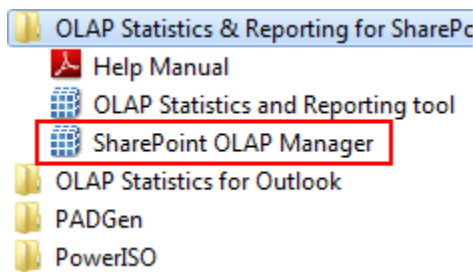 OLAP Statistics & Reporting for SharePo
Help Manual
OLAP Statistics and Reporting tool
SharePoint OLAP Manager
OLAP Statistics for Outlook
PADGen
PowerISO